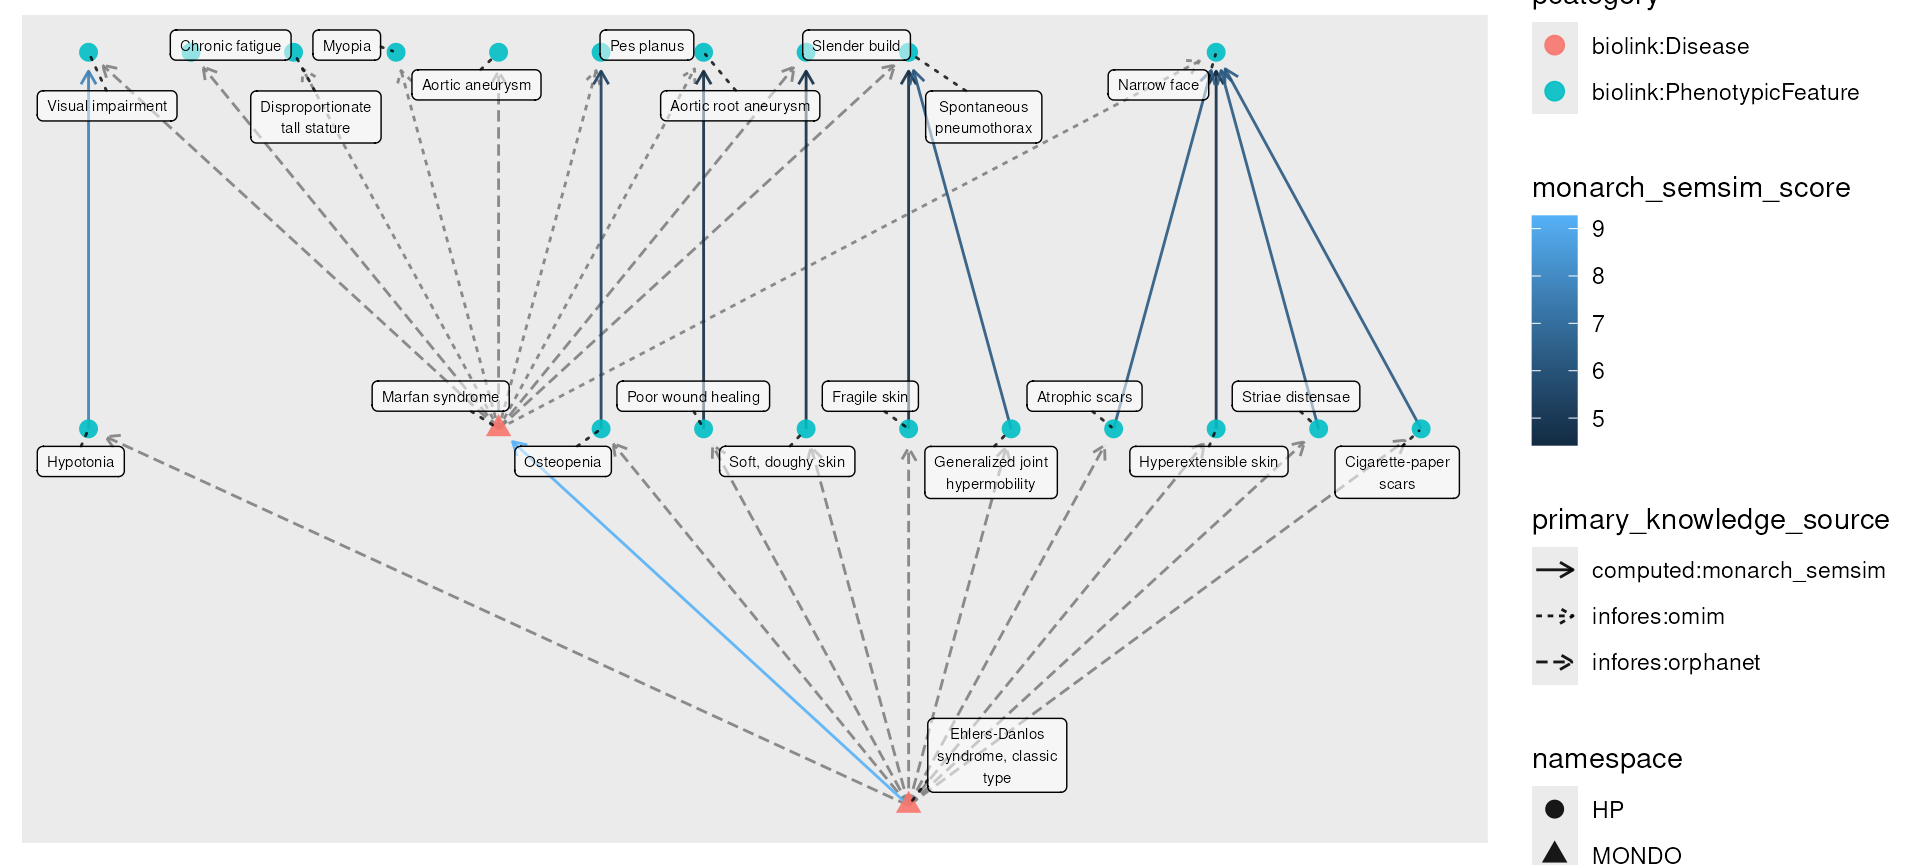 Chronic fatigue
Myopia
Pes planus
Slender build
Aortic aneurysm
Narrow face
Visual impairment
Disproportionate
tall stature
Aortic root aneurysm
Spontaneous
pneumothorax
Marfan syndrome
Poor wound healing
Fragile skin
Atrophic scars
Striae distensae
Hypotonia
Osteopenia
Soft, doughy skin
Generalized joint
hypermobility
Hyperextensible skin
Cigarette-paper
scars
Ehlers-Danlos
syndrome, classic
type
pcategory
biolink:Disease
biolink:PhenotypicFeature
monarch_semsim_score
9
8
7
6
5
primary_knowledge_source
computed:monarch_semsim
infores:omim
infores:orphanet
namespace
HP
MONDO